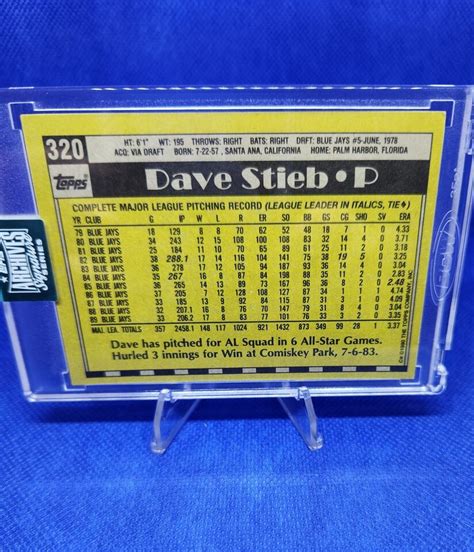 320
HT: 6'1" WT: 195 THROWS: RIGHT BATS: RIGHT DRFT: BLUE JAYS #5-JUNE, 1978
ACQ: VIA DRAFT BORN: 7-22-57, SANTA ANA, CALIFORNIA HOME: PALM HARBOR, FLORIDA
Topps
Dave Stieb • P
COMPLETE MAJOR LEAGUE PITCHING RECORD (LEAGUE LEADER IN ITALICS, TIE♦)
YR CLUB G IP W L R ER SO BB GS CG SHO SV ERA
79 BLUE JAYS 18 129 8 8 70 62 52 48 18 7 1 0 4.33
80 BLUE JAYS 34 243 12 15 108 100 108 83 32 14 4 0 3.70
81 BLUE JAYS 25 184 11 10 70 65 89 61 25 11 2 0 3.18
82 BLUE JAYS 38 288.1 17 14 116 104 141 75 38 19 5 0 3.25
83 BLUE JAYS 36 278 17 12 105 94 187 93 36 14 4 0 3.04
84 BLUE JAYS 35 267 16 8 87 84 198 88 35 11 2 0 2.83
85 BLUE JAYS 36 265 14 13 89 73 167 96 36 8 2 0 2.48
86 BLUE JAYS 37 205 7 12 128 108 127 87 34 1 1 1 4.74
87 BLUE JAYS 33 185 13 9 92 84 115 87 31 3 1 0 4.09
88 BLUE JAYS 32 207.1 16 8 76 70 147 79 31 8 4 0 3.04
89 BLUE JAYS 33 206.2 17 8 83 77 101 76 33 3 2 0 3.35
MAJ. LEA. TOTALS 357 2458.1 148 117 1024 921 1432 873 349 99 28 1 3.37
Dave has pitched for AL Squad in 6 All-Star Games.
Hurled 3 innings for Win at Comiskey Park, 7-6-83.
©1990 THE TOPPS COMPANY, INC.
ARCHIVES
Signature
SERIES